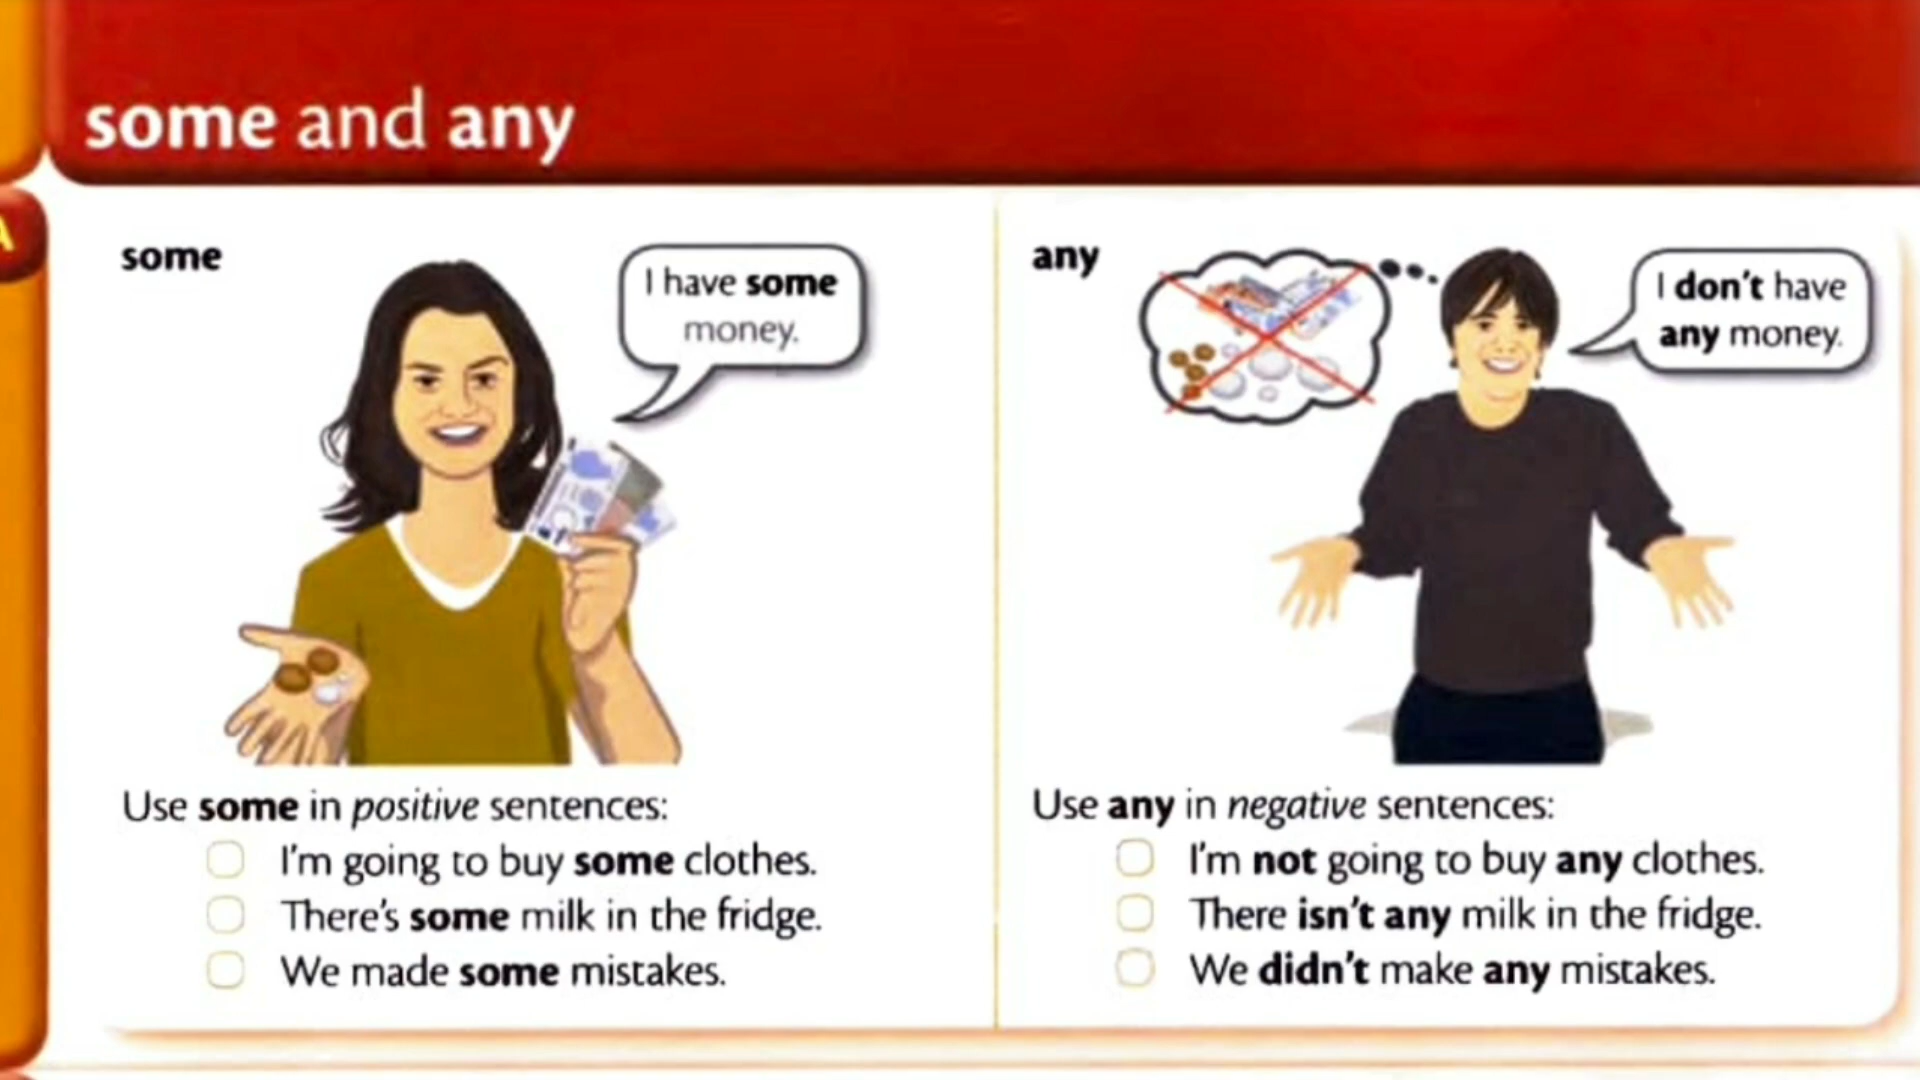 some and any
A
some
I have some
money.
Use some in positive sentences:
I'm going to buy some clothes.
There's some milk in the fridge.
We made some mistakes.
any
I don't have
any money.
Use any in negative sentences:
I'm not going to buy any clothes.
There isn't any milk in the fridge.
We didn't make any mistakes.